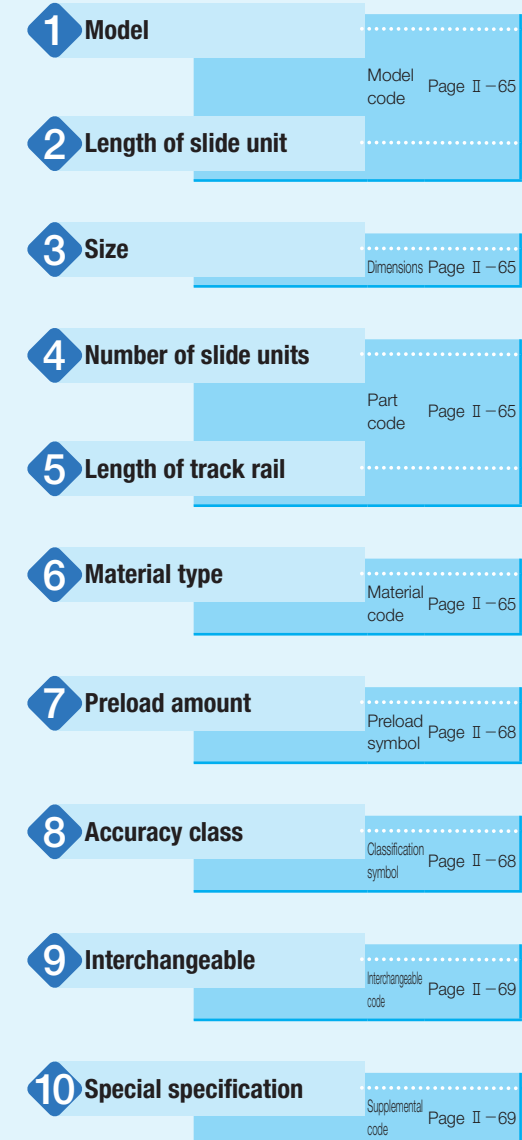 1 Model
Model
code
Page Ⅱ－65
2 Length of slide unit
3 Size
Dimensions Page Ⅱ－65
4 Number of slide units
Part
code
Page Ⅱ－65
5 Length of track rail
6 Material type
Material
code
Page Ⅱ－65
7 Preload amount
Preload
symbol
Page Ⅱ－68
8 Accuracy class
Classification
symbol
Page Ⅱ－68
9 Interchangeable
Interchangeable
code
Page Ⅱ－69
10 Special specification
Supplemental
code
Page Ⅱ－69